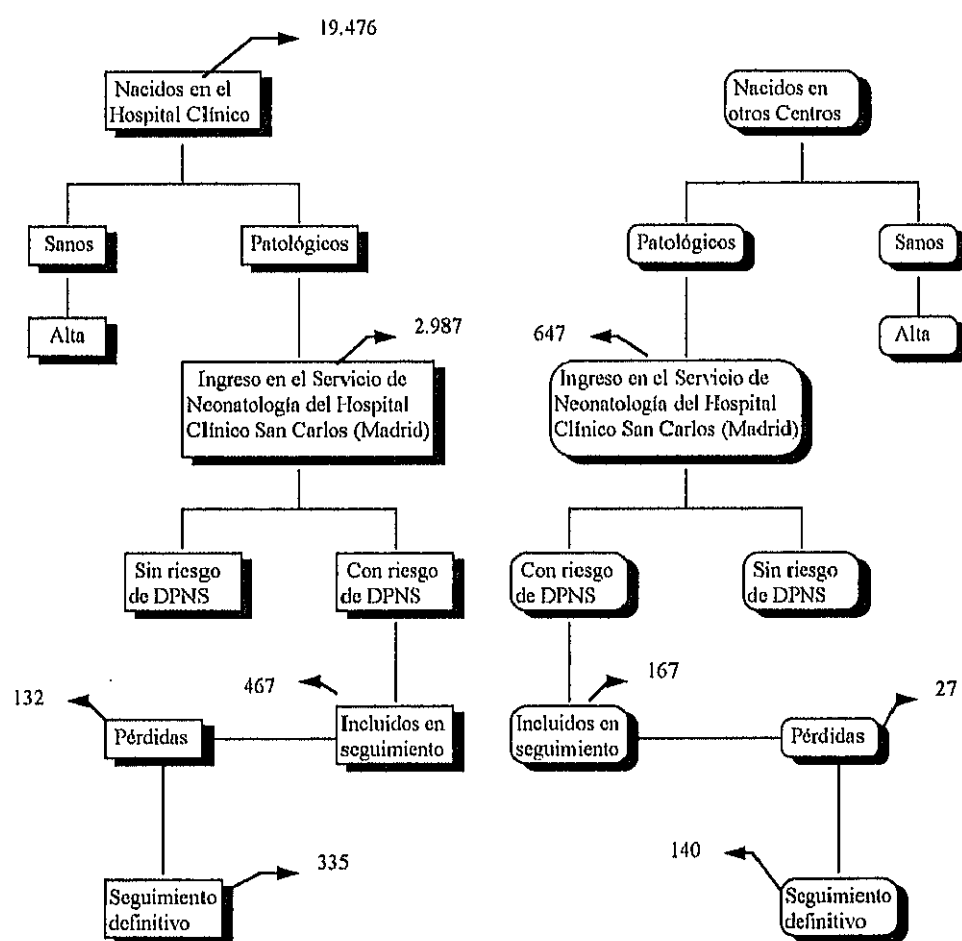 19.476
Nacidos en el
Hospital Clínico
Nacidos en
otros Centros
Sanos
Patológicos
Patológicos
Sanos
Alta
2.987
647
Alta
Ingreso en el Servicio de
Neonatología del Hospital
Clínico San Carlos (Madrid)
Ingreso en el Servicio de
Neonatología del Hospital
Clínico San Carlos (Madrid)
Sin riesgo
de DPNS
Con riesgo
de DPNS
Con riesgo
de DPNS
Sin riesgo
de DPNS
132
467
167
27
Pérdidas
Incluidos en
seguimiento
Incluidos en
seguimiento
Pérdidas
335
140
Seguimiento
definitivo
Seguimiento
definitivo